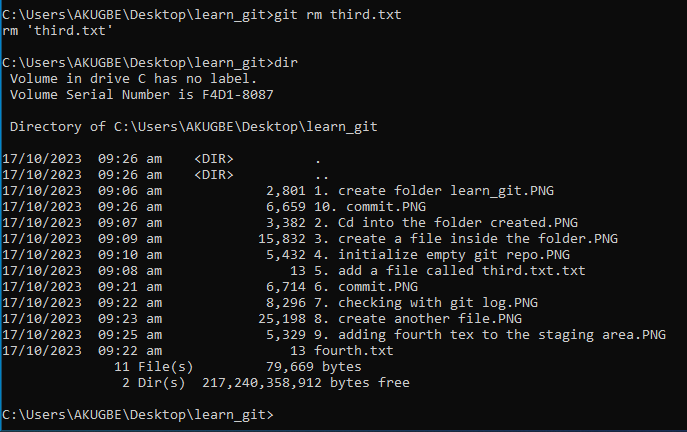 C:\Users\AKUGBE\Desktop\learn_git>git rm third.txt
rm 'third.txt'
C:\Users\AKUGBE\Desktop\learn_git>dir
 Volume in drive C has no label.
 Volume Serial Number is F4D1-8087
 Directory of C:\Users\AKUGBE\Desktop\learn_git
17/10/2023  09:26 am    <DIR>          .
17/10/2023  09:26 am    <DIR>          ..
17/10/2023  09:06 am             2,801 1. create folder learn_git.PNG
17/10/2023  09:26 am             6,659 10. commit.PNG
17/10/2023  09:07 am             3,382 2. Cd into the folder created.PNG
17/10/2023  09:09 am            15,832 3. create a file inside the folder.PNG
17/10/2023  09:10 am             5,432 4. initialize empty git repo.PNG
17/10/2023  09:08 am                13 5. add a file called third.txt.txt
17/10/2023  09:21 am             6,714 6. commit.PNG
17/10/2023  09:22 am             8,296 7. checking with git log.PNG
17/10/2023  09:23 am            25,198 8. create another file.PNG
17/10/2023  09:25 am             5,329 9. adding fourth tex to the staging area.PNG
17/10/2023  09:22 am                13 fourth.txt
              11 File(s)         79,669 bytes
               2 Dir(s)  217,240,358,912 bytes free
C:\Users\AKUGBE\Desktop\learn_git>